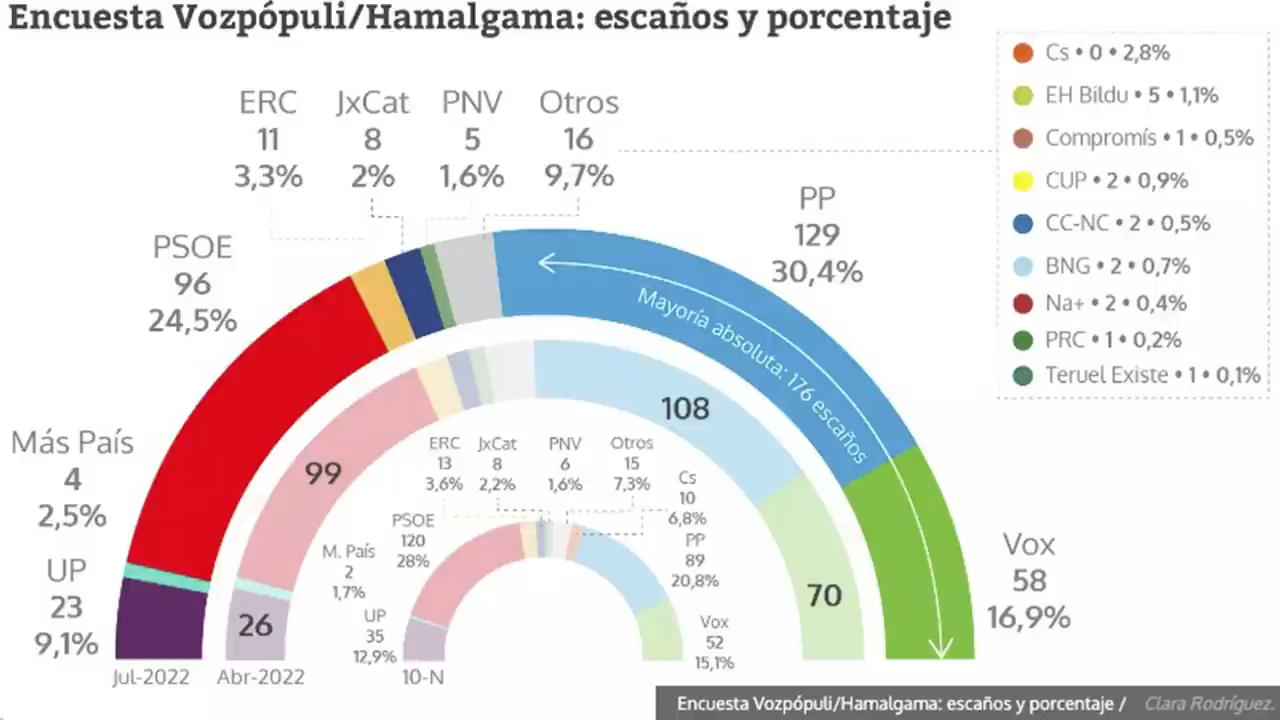 Encuesta Vozpópuli/Hamalgama: escaños y porcentaje
Cs • 0 • 2,8%
EH Bildu • 5 • 1,1%
Compromís • 1 • 0,5%
CUP • 2 • 0,9%
CC-NC • 2 • 0,5%
BNG • 2 • 0,7%
Na+ • 2 • 0,4%
PRC • 1 • 0,2%
Teruel Existe • 1 • 0,1%
ERC
11
3,3%
JxCat
8
2%
PNV
5
1,6%
Otros
16
9,7%
PP
129
30,4%
PSOE
96
24,5%
Más País
4
2,5%
UP
23
9,1%
Vox
58
16,9%
Mayoría absoluta: 176 escaños
108
99
70
26
ERC
13
3,6%
JxCat
8
2,2%
PNV
6
1,6%
Otros
15
7,3%
Cs
10
6,8%
PSOE
120
28%
PP
89
20,8%
M. País
2
1,7%
UP
35
12,9%
Vox
52
15,1%
Jul-2022
Abr-2022
10-N
Encuesta Vozpópuli/Hamalgama: escaños y porcentaje / Clara Rodríguez.